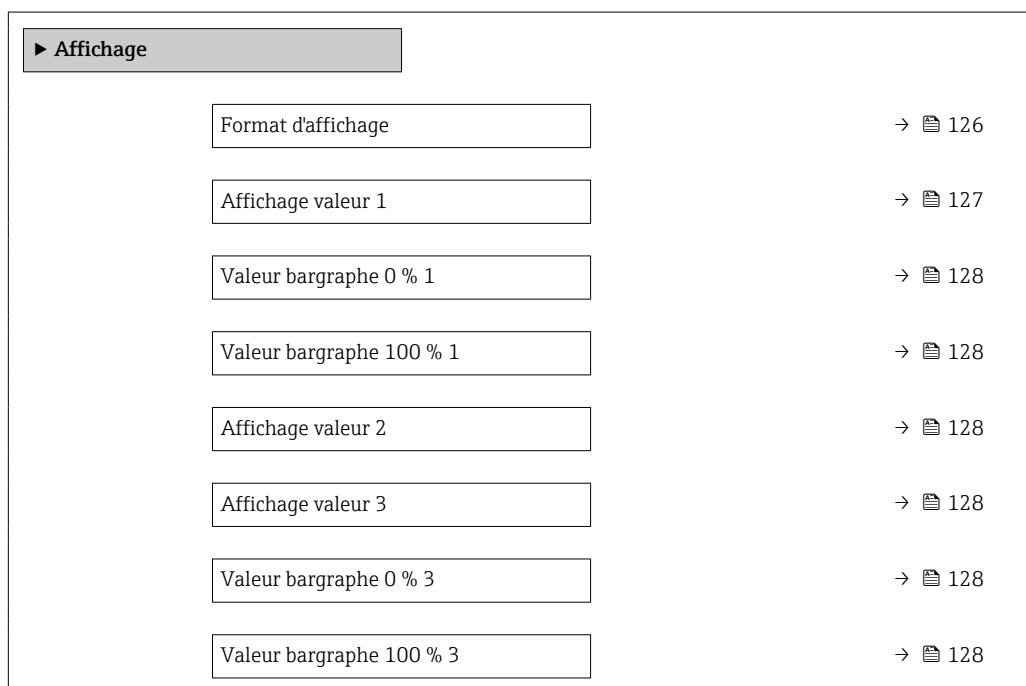 ▶ Affichage
Format d'affichage → 126
Affichage valeur 1 → 127
Valeur bargraphe 0 % 1 → 128
Valeur bargraphe 100 % 1 → 128
Affichage valeur 2 → 128
Affichage valeur 3 → 128
Valeur bargraphe 0 % 3 → 128
Valeur bargraphe 100 % 3 → 128